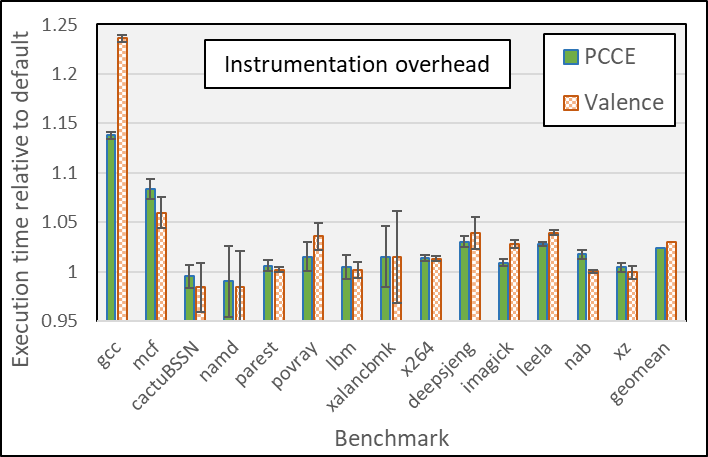 Instrumentation overhead
PCCE
Valence
Execution time relative to default
1.25
1.2
1.15
1.1
1.05
1
0.95
gcc
mcf
cactuBSSN
namd
parest
povray
lbm
xalancbmk
x264
deepsjeng
imagick
leela
nab
xz
geomean
Benchmark